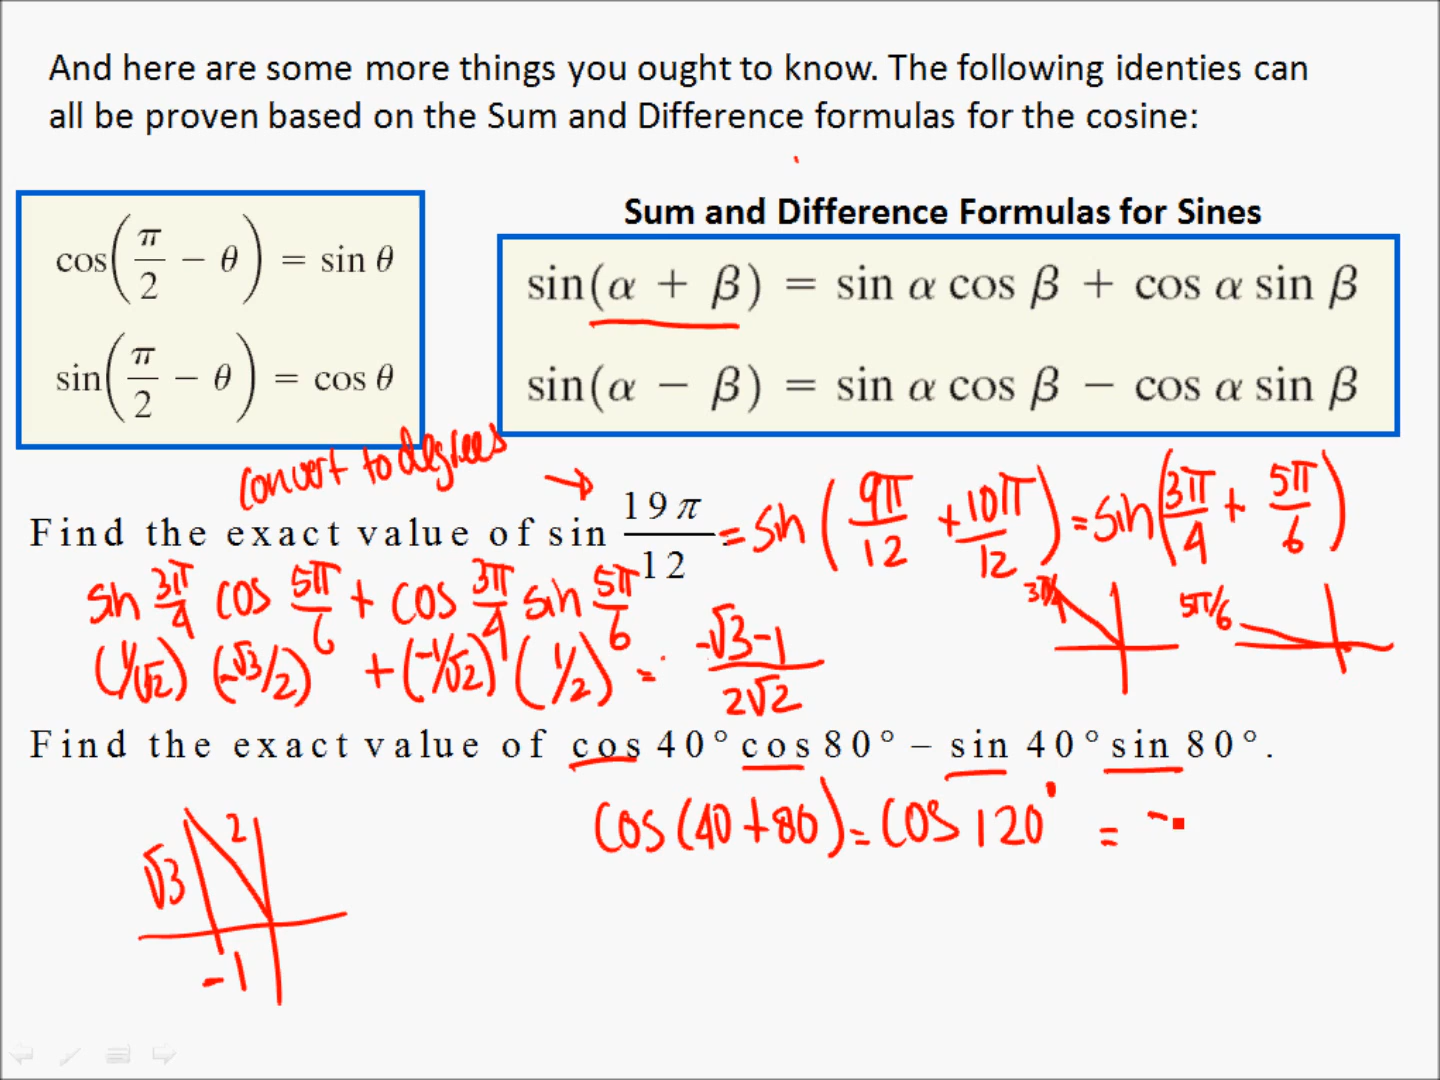 And here are some more things you ought to know. The following identies can
all be proven based on the Sum and Difference formulas for the cosine:
cos(π/2 − θ) = sin θ
sin(π/2 − θ) = cos θ
Sum and Difference Formulas for Sines
sin(α + β) = sin α cos β + cos α sin β
sin(α − β) = sin α cos β − cos α sin β
convert to degrees →
Find the exact value of sin 19π/12 = sin(9π/12 + 10π/12) = sin(3π/4 + 5π/6)
sin 3π/4 cos 5π/6 + cos 3π/4 sin 5π/6
3π/4
5π/6
(1/√2)(-√3/2) + (-1/√2)(1/2) = -√3-1/2√2
Find the exact value of cos 40° cos 80° − sin 40° sin 80°.
cos(40+80) = cos 120° = -
2
√3
-1